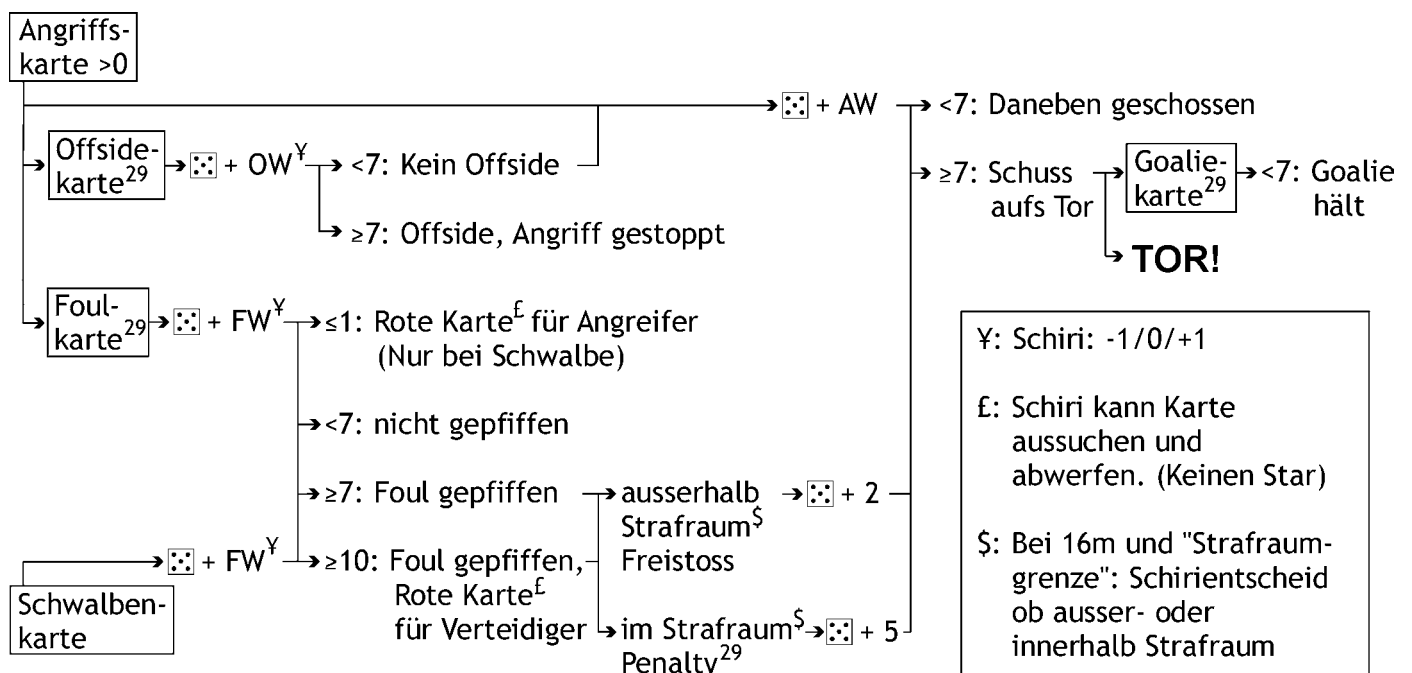 Angriffs-
karte >0
⚄ + AW
<7: Daneben geschossen
Offside-
karte²⁹
⚄ + OW¥
<7: Kein Offside
≥7: Offside, Angriff gestoppt
≥7: Schuss
aufs Tor
Goalie-
karte²⁹
<7: Goalie
hält
TOR!
Foul-
karte²⁹
⚄ + FW¥
≤1: Rote Karte£ für Angreifer
(Nur bei Schwalbe)
<7: nicht gepfiffen
≥7: Foul gepfiffen
ausserhalb
Strafraum$
Freistoss
⚄ + 2
Schwalben-
karte
⚄ + FW¥
≥10: Foul gepfiffen,
Rote Karte£
für Verteidiger
im Strafraum$
Penalty²⁹
⚄ + 5
¥: Schiri: -1/0/+1
£: Schiri kann Karte
aussuchen und
abwerfen. (Keinen Star)
$: Bei 16m und "Strafraum-
grenze": Schirientscheid
ob ausser- oder
innerhalb Strafraum